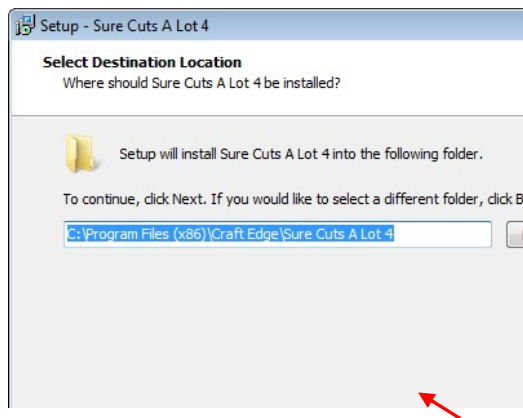 Setup - Sure Cuts A Lot 4
Select Destination Location
Where should Sure Cuts A Lot 4 be installed?
Setup will install Sure Cuts A Lot 4 into the following folder.
To continue, click Next. If you would like to select a different folder, click B
C:\Program Files (x86)\Craft Edge\Sure Cuts A Lot 4